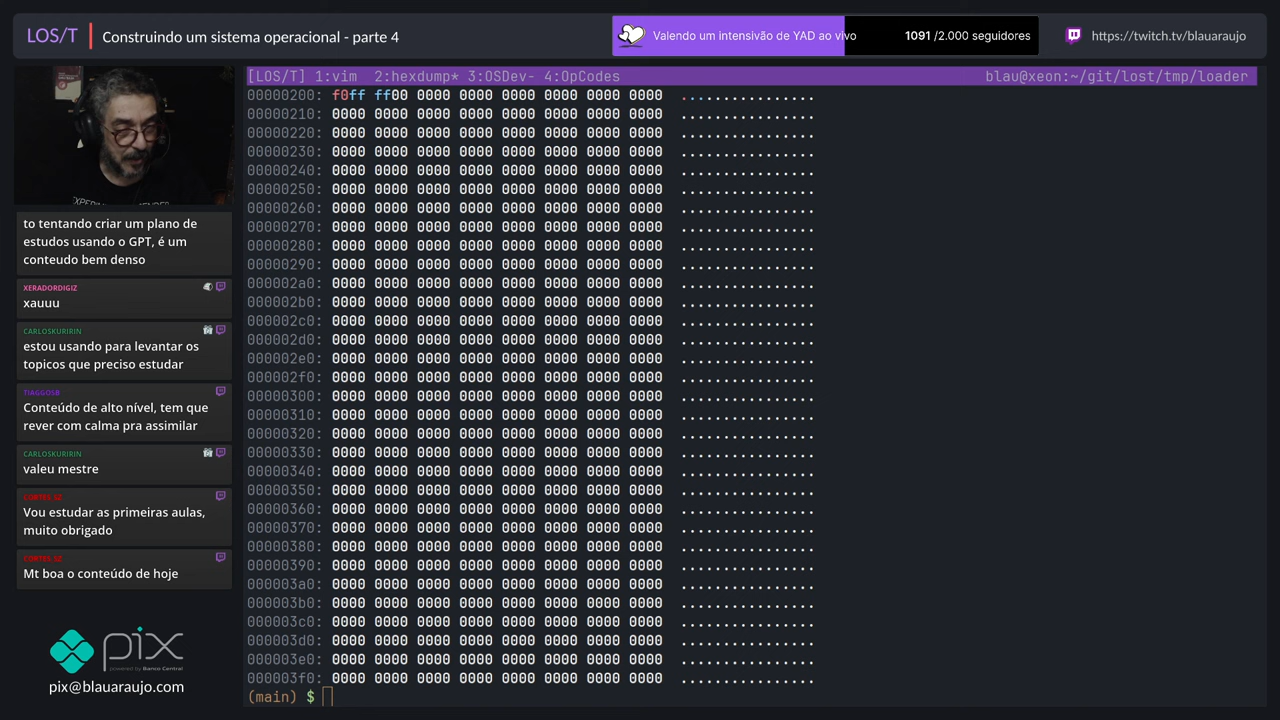 LOS/T
Construindo um sistema operacional - parte 4
Valendo um intensivão de YAD ao vivo
1091 /2.000 seguidores
https://twitch.tv/blauaraujo
[LOS/T] 1:vim  2:hexdump* 3:OSDev- 4:OpCodes
blau@xeon:~/git/lost/tmp/loader
to tentando criar um plano de
estudos usando o GPT, é um
conteudo bem denso
XERADORDIGIZ
xauuu
CARLOSKURIRIN
estou usando para levantar os
topicos que preciso estudar
TIAGGOSB
Conteúdo de alto nível, tem que
rever com calma pra assimilar
CARLOSKURIRIN
valeu mestre
CORTES_SZ
Vou estudar as primeiras aulas,
muito obrigado
CORTES_SZ
Mt boa o conteúdo de hoje
pix
powered by Banco Central
pix@blauaraujo.com
00000200: f0ff ff00 0000 0000 0000 0000 0000 0000  ................
00000210: 0000 0000 0000 0000 0000 0000 0000 0000  ................
00000220: 0000 0000 0000 0000 0000 0000 0000 0000  ................
00000230: 0000 0000 0000 0000 0000 0000 0000 0000  ................
00000240: 0000 0000 0000 0000 0000 0000 0000 0000  ................
00000250: 0000 0000 0000 0000 0000 0000 0000 0000  ................
00000260: 0000 0000 0000 0000 0000 0000 0000 0000  ................
00000270: 0000 0000 0000 0000 0000 0000 0000 0000  ................
00000280: 0000 0000 0000 0000 0000 0000 0000 0000  ................
00000290: 0000 0000 0000 0000 0000 0000 0000 0000  ................
000002a0: 0000 0000 0000 0000 0000 0000 0000 0000  ................
000002b0: 0000 0000 0000 0000 0000 0000 0000 0000  ................
000002c0: 0000 0000 0000 0000 0000 0000 0000 0000  ................
000002d0: 0000 0000 0000 0000 0000 0000 0000 0000  ................
000002e0: 0000 0000 0000 0000 0000 0000 0000 0000  ................
000002f0: 0000 0000 0000 0000 0000 0000 0000 0000  ................
00000300: 0000 0000 0000 0000 0000 0000 0000 0000  ................
00000310: 0000 0000 0000 0000 0000 0000 0000 0000  ................
00000320: 0000 0000 0000 0000 0000 0000 0000 0000  ................
00000330: 0000 0000 0000 0000 0000 0000 0000 0000  ................
00000340: 0000 0000 0000 0000 0000 0000 0000 0000  ................
00000350: 0000 0000 0000 0000 0000 0000 0000 0000  ................
00000360: 0000 0000 0000 0000 0000 0000 0000 0000  ................
00000370: 0000 0000 0000 0000 0000 0000 0000 0000  ................
00000380: 0000 0000 0000 0000 0000 0000 0000 0000  ................
00000390: 0000 0000 0000 0000 0000 0000 0000 0000  ................
000003a0: 0000 0000 0000 0000 0000 0000 0000 0000  ................
000003b0: 0000 0000 0000 0000 0000 0000 0000 0000  ................
000003c0: 0000 0000 0000 0000 0000 0000 0000 0000  ................
000003d0: 0000 0000 0000 0000 0000 0000 0000 0000  ................
000003e0: 0000 0000 0000 0000 0000 0000 0000 0000  ................
000003f0: 0000 0000 0000 0000 0000 0000 0000 0000  ................
(main) $